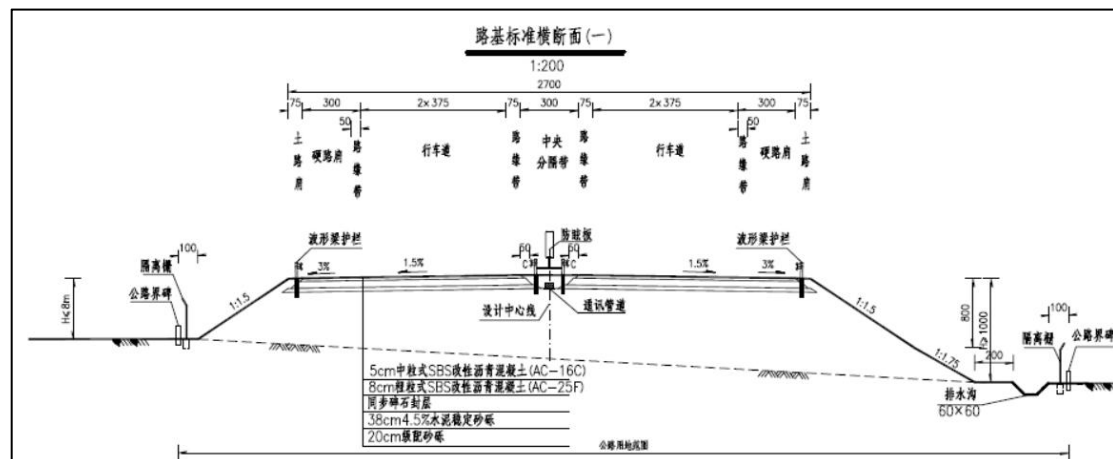 路基标准横断面(一)
1:200
2700
75 300 2×375 75 300 75 2×375 300 75
50 50
土路肩 硬路肩 路缘带 行车道 路缘带 中央分隔带 路缘带 行车道 路缘带 硬路肩 土路肩
防眩板
波形梁护栏 波形梁护栏
100 50 50
隔离栅 3% 1.5% C C 1.5% 3%
公路界碑
H≤8m 1:1.5 设计中心线 通讯管道 1:1.5 800 100
隔离栅 公路界碑
1:1.75 200
5cm中粒式SBS改性沥青混凝土(AC-16C)
8cm粗粒式SBS改性沥青混凝土(AC-25F)
同步碎石封层
38cm4.5%水泥稳定砂砾
20cm级配砂砾
排水沟
60×60
公路用地范围